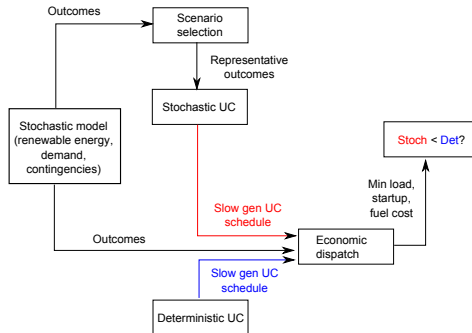 Outcomes
Scenario
selection
Representative
outcomes
Stochastic UC
Stochastic model
(renewable energy,
demand,
contingencies)
Stoch < Det?
Min load,
startup,
fuel cost
Slow gen UC
schedule
Outcomes
Economic
dispatch
Slow gen UC
schedule
Deterministic UC